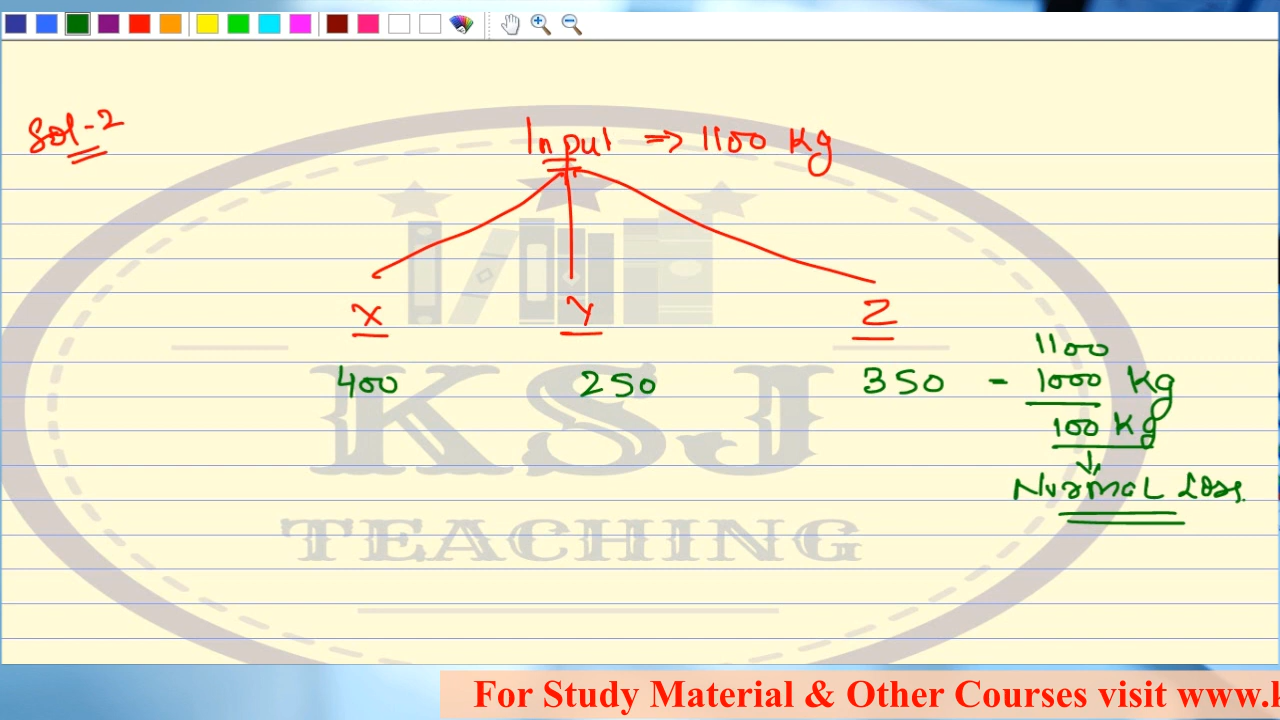 Sol-2
Input => 1100 Kg
X Y Z
1100
400 250 350 - 1000 Kg
100 Kg
Normal Loss.
KSJ
TEACHING
For Study Material & Other Courses visit www.k